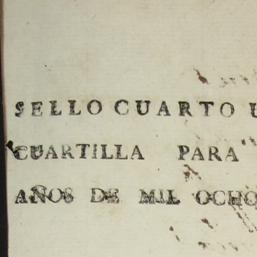 SELLO CUARTO U
CUARTILLA PARA
AÑOS DE MIL OCHO